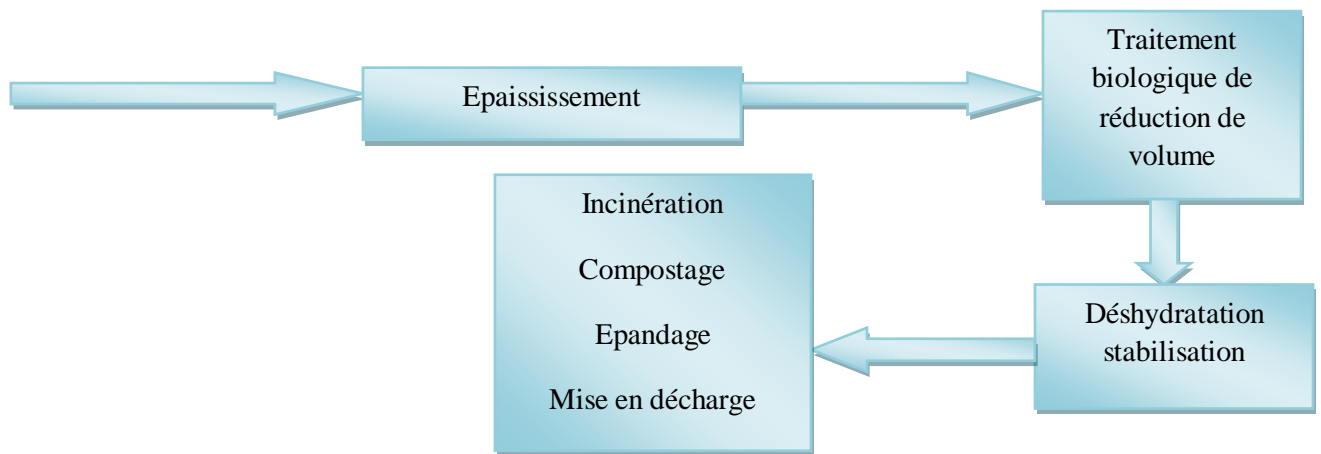 Epaississement
Traitement
biologique de
réduction de
volume
Déshydratation
stabilisation
Incinération
Compostage
Epandage
Mise en décharge